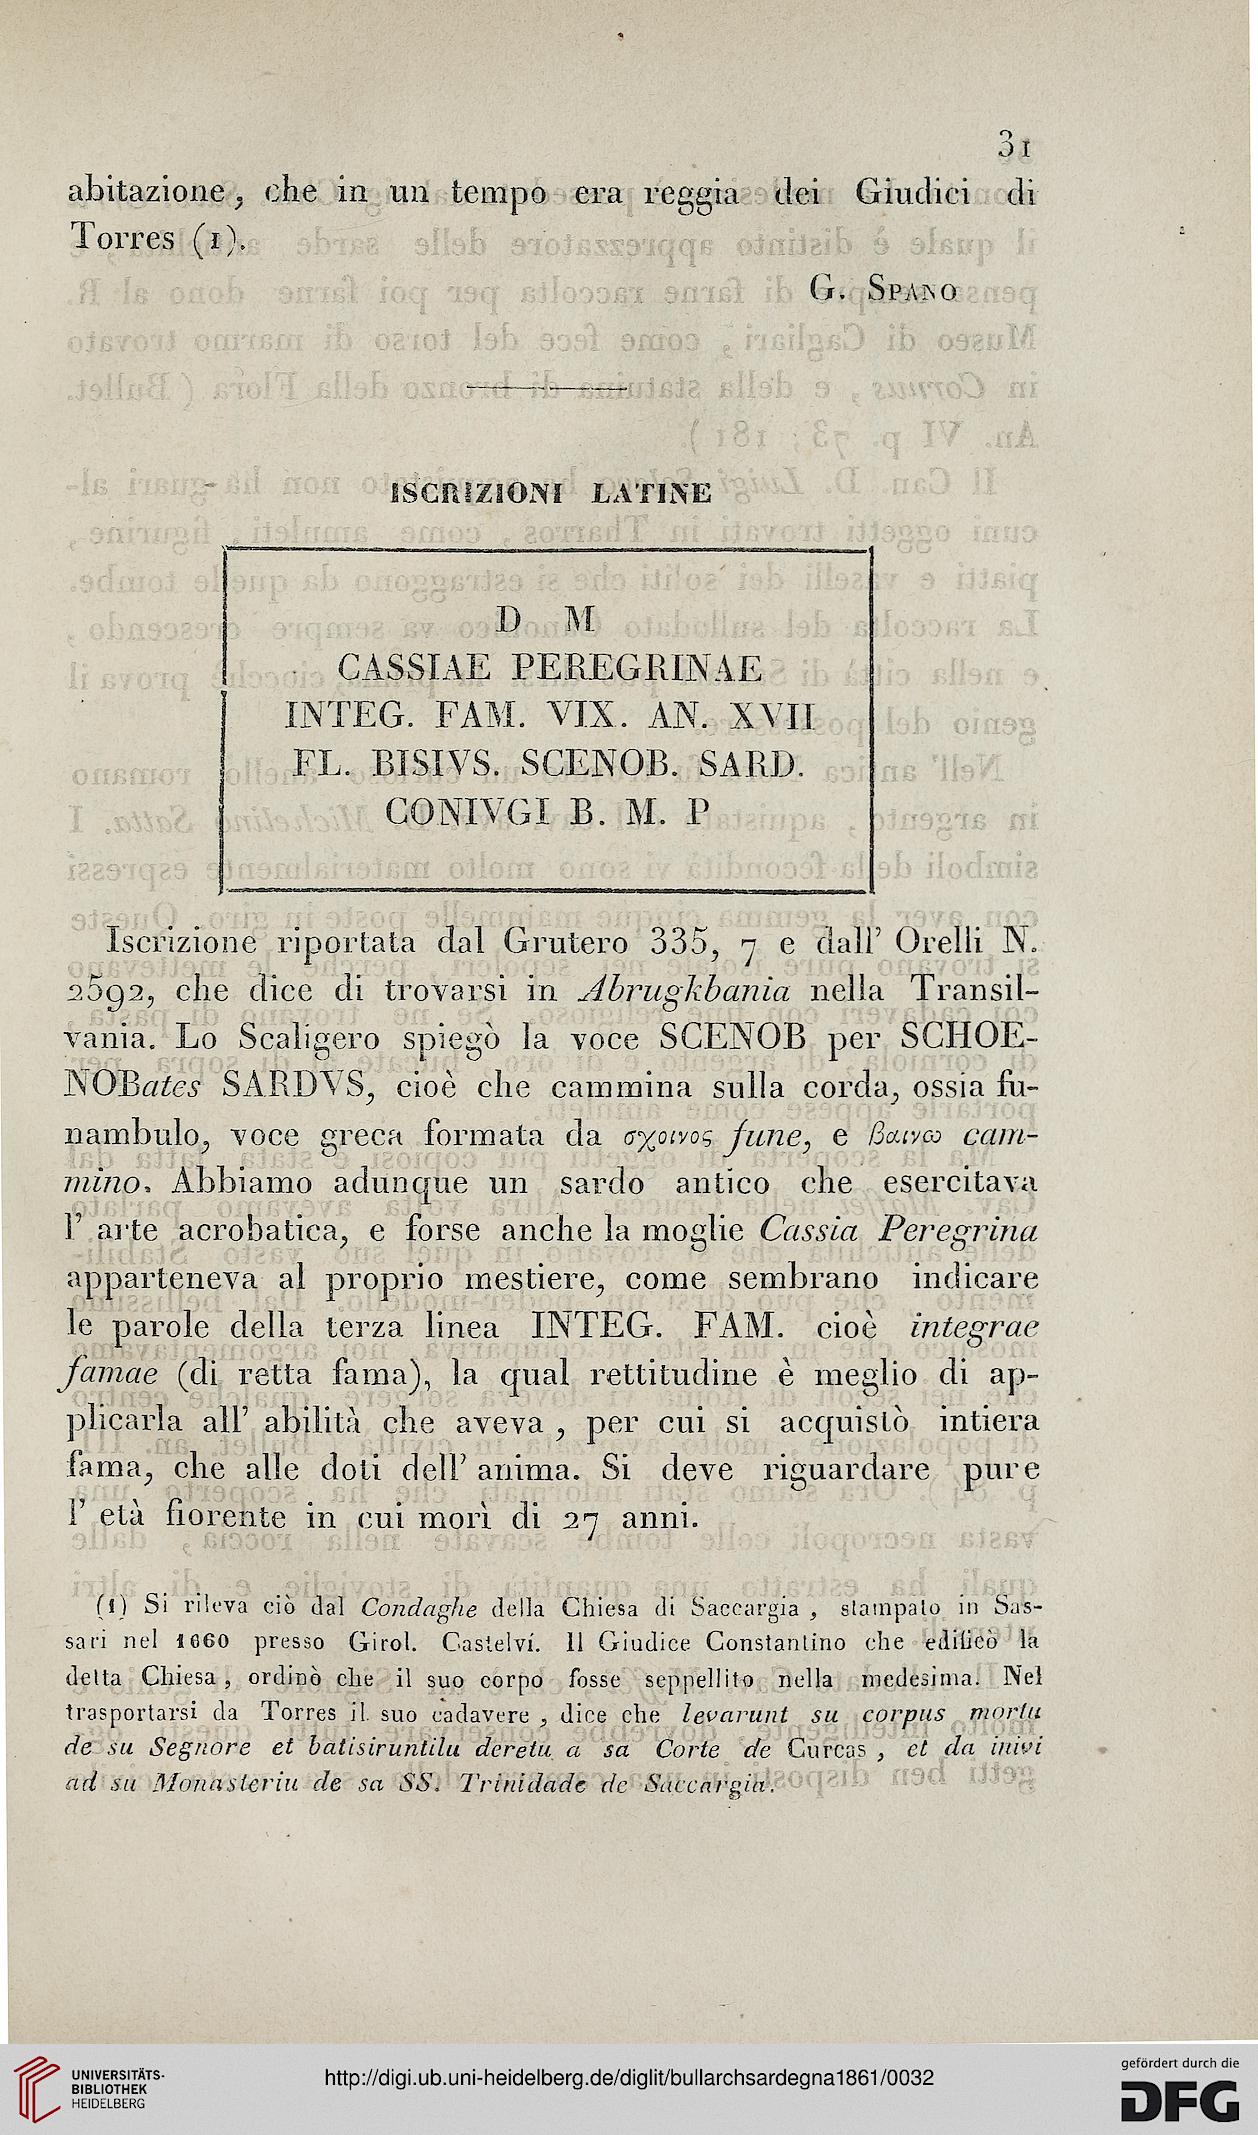 31
abitazione, che in un tempo era reggia dei Giudici di
Torres (1).
G. SPANO
ISCRIZIONI LATINE
D M
CASSIAE PEREGRINAE
INTEG. FAM. VIX. AN. XVII
FL. BISIVS. SCENOB. SARD.
CONIVGI B. M. P
Iscrizione riportata dal Grutero 335, 7 e dall' Orelli N.
2592, che dice di trovarsi in Abrugkbania nella Transil-
vania. Lo Scaligero spiegò la voce SCENOB per SCHOE-
NOBates SARDVS, cioè che cammina sulla corda, ossia fu-
nambulo, voce greca formata da σχοινος fune, e βαινω cam-
mino. Abbiamo adunque un sardo antico che esercitava
l' arte acrobatica, e forse anche la moglie Cassia Peregrina
apparteneva al proprio mestiere, come sembrano indicare
le parole della terza linea INTEG. FAM. cioè integrae
famae (di retta fama), la qual rettitudine è meglio di ap-
plicarla all' abilità che aveva, per cui si acquistò intiera
fama, che alle doti dell' anima. Si deve riguardare pure
l' età fiorente in cui morì di 27 anni.
(1) Si rileva ciò dal Condaghe della Chiesa di Saccargia, stampato in Sas-
sari nel 1660 presso Girol. Castelví. Il Giudice Constantino che edificò la
detta Chiesa, ordinò che il suo corpo fosse seppellito nella medesima. Nel
trasportarsi da Torres il suo cadavere, dice che levarunt su corpus mortu
de su Segnore et batisiruntilu deretu a sa Corte de Curcas, et da inivi
ad su Monasteriu de sa SS. Trinidade de Saccargia.
UNIVERSITÄTS-
BIBLIOTHEK
HEIDELBERG
http://digi.ub.uni-heidelberg.de/diglit/bullarchsardegna1861/0032
gefördert durch die
DFG